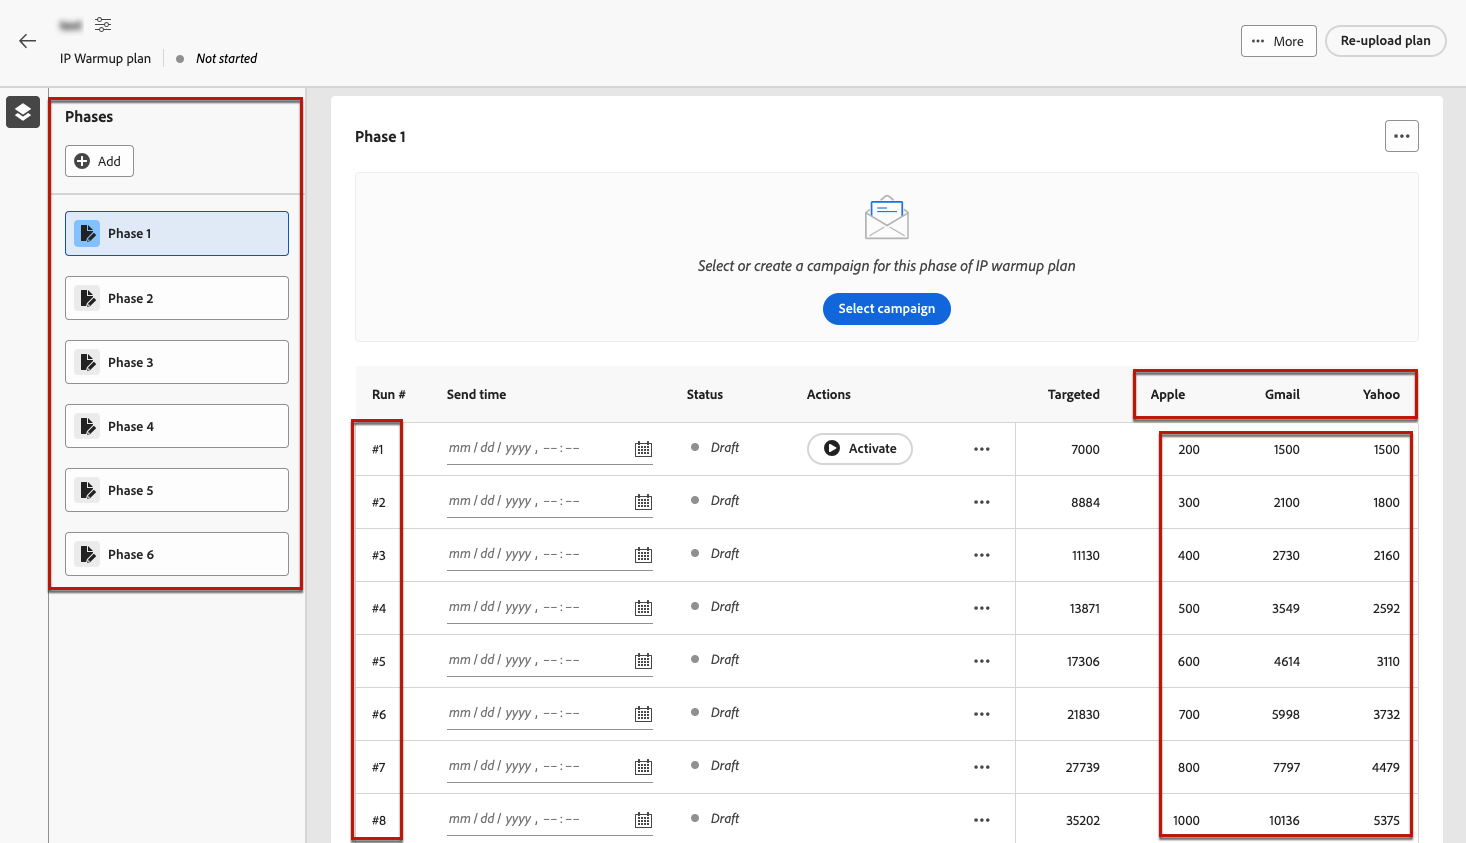 IP Warmup plan
Not started
More
Re-upload plan
Phases
Add
Phase 1
Phase 2
Phase 3
Phase 4
Phase 5
Phase 6
Phase 1
Select or create a campaign for this phase of IP warmup plan
Select campaign
Run # Send time Status Actions Targeted Apple Gmail Yahoo
#1 mm / dd / yyyy , --:-- Draft Activate 7000 200 1500 1500
#2 mm / dd / yyyy , --:-- Draft 8884 300 2100 1800
#3 mm / dd / yyyy , --:-- Draft 11130 400 2730 2160
#4 mm / dd / yyyy , --:-- Draft 13871 500 3549 2592
#5 mm / dd / yyyy , --:-- Draft 17306 600 4614 3110
#6 mm / dd / yyyy , --:-- Draft 21830 700 5998 3732
#7 mm / dd / yyyy , --:-- Draft 27739 800 7797 4479
#8 mm / dd / yyyy , --:-- Draft 35202 1000 10136 5375